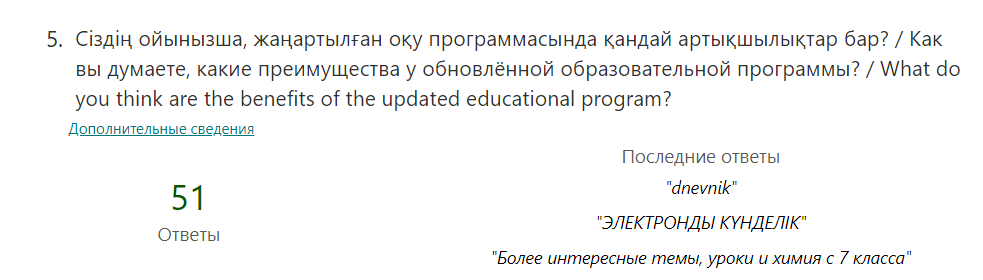 5. Сіздің ойынызша, жаңартылған оқу программасында қандай артықшылықтар бар? / Как
вы думаете, какие преимущества у обновлённой образовательной программы? / What do
you think are the benefits of the updated educational program?
Дополнительные сведения
51
Ответы
Последние ответы
"dnevnik"
"ЭЛЕКТРОНДЫ КҮНДЕЛІК"
"Более интересные темы, уроки и химия с 7 класса"